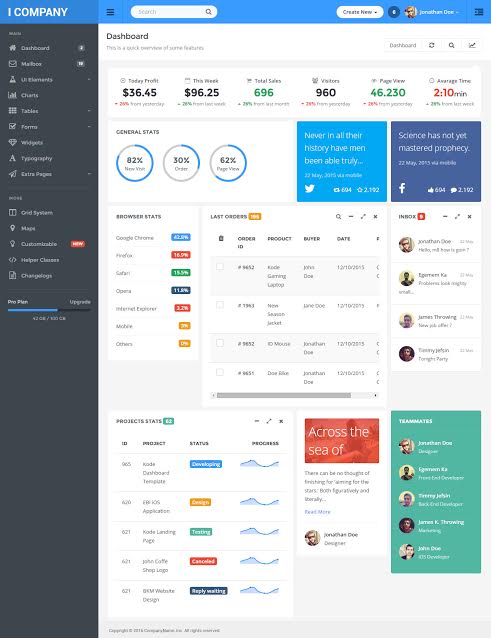 I COMPANY
Search
Create New
6
Jonathan Doe
MAIN
Dashboard 2
Mailbox 19
UI Elements
Charts
Tables
Forms
Widgets
Typography
Extra Pages
MORE
Grid System
Maps
Customizable NEW
Helper Classes
Changelogs
Pro Plan Upgrade
42 GB / 100 GB
Dashboard
This is a quick overview of some features
Dashboard
Today Profit
$36.45
26% from yesterday
This Week
$96.25
26% from last week
Total Sales
696
26% from last month
Visitors
960
26% from yesterday
Page View
46.230
26% from yesterday
Avarage Time
2:10min
26% from last week
GENERAL STATS
82%
New Visit
30%
Order
62%
Page View
Never in all their
history have men
been able truly...
22 May, 2015 via mobile
694 2.192
Science has not yet
mastered prophecy.
22 May, 2015 via mobile
694 2.192
BROWSER STATS
Google Chrome 42.8%
Firefox 16.9%
Safari 15.5%
Opera 11.8%
Internet Explorer 3.2%
Mobile 3%
Others 0%
LAST ORDERS
ORDER ID PRODUCT BUYER DATE
# 9652 Kode Gaming Laptop John Doe 12/10/2015
# 1963 New Season Jacket Jane Doe 12/10/2015
# 9652 IO Mouse Jonathan Doe 12/10/2015
# 9651 Doe Bike Jonathan Doe 12/10/2015
INBOX
Jonathan Doe 22 May
Hello, m8 how is goin ?
Egemem Ka 22 May
Problems look mighty
small...
James Throwing 22 May
New job offer ?
Timmy Jefsin 22 May
Tonight Party
PROJECTS STATS 62
ID PROJECT STATUS PROGRESS
965 Kode Dashboard Template Developing
620 EBI iOS Application Design
621 Kode Landing Page Testing
621 John Coffe Shop Logo Canceled
621 BKM Website Design Reply waiting
Across the
sea of
There can be no thought of
finishing for 'aiming for the
stars.' Both figuratively and
literally...
Read More
Jonathan Doe
Designer
TEAMMATES
Jonathan Doe
Designer
Egemem Ka
Front-End Developer
Timmy Jefsin
Back-End Developer
James K. Throwing
Marketing
John Doe
iOS Developer
Copyright © 2015 CompanyName.Inc. All rights reserved